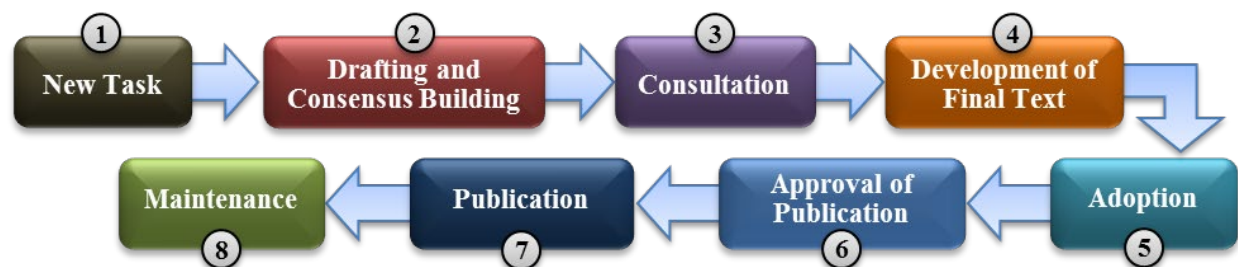 1
New Task
2
Drafting and
Consensus Building
3
Consultation
4
Development of
Final Text
Adoption
5
Approval of
Publication
6
Publication
7
Maintenance
8